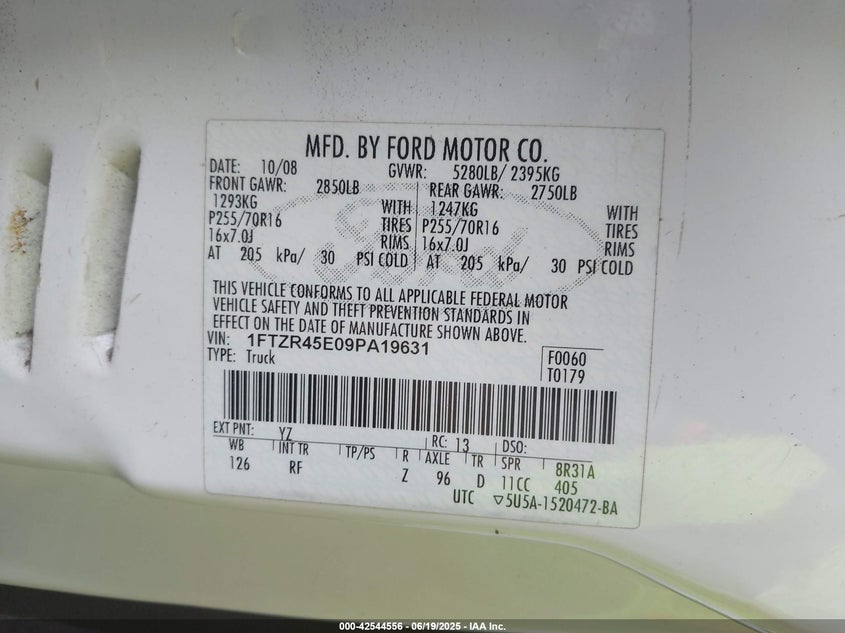 MFD. BY FORD MOTOR CO.
DATE: 10/08 GVWR: 5280LB/ 2395KG
FRONT GAWR: 2850LB REAR GAWR: 2750LB
1293KG WITH 1247KG WITH
P255/70R16 TIRES P255/70R16 TIRES
16x7.0J RIMS 16x7.0J RIMS
AT 205 kPa/ 30 PSI COLD AT 205 kPa/ 30 PSI COLD
Ford
THIS VEHICLE CONFORMS TO ALL APPLICABLE FEDERAL MOTOR
VEHICLE SAFETY AND THEFT PREVENTION STANDARDS IN
EFFECT ON THE DATE OF MANUFACTURE SHOWN ABOVE.
VIN: 1FTZR45E09PA19631
TYPE: Truck
F0060
T0179
EXT PNT: YZ RC: 13 DSO:
WB INT TR TP/PS R AXLE TR SPR 8R31A
126 RF Z 96 D 11CC 405
UTC ▽5U5A-1520472-BA
000-42544556 - 06/19/2025 - IAA Inc.